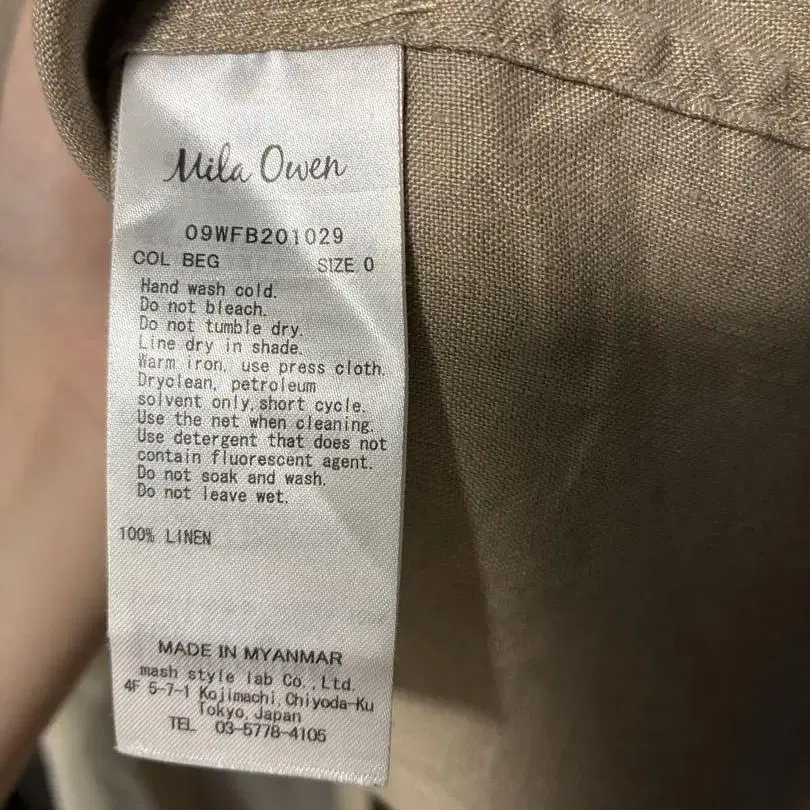 Mila Owen
09WFB201029
COL BEG SIZE 0
Hand wash cold.
Do not bleach.
Do not tumble dry.
Line dry in shade.
Warm iron, use press cloth.
Dryclean, petroleum
solvent only, short cycle.
Use the net when cleaning.
Use detergent that does not
contain fluorescent agent.
Do not soak and wash.
Do not leave wet.
100% LINEN
MADE IN MYANMAR
mash style lab Co.,Ltd.
4F 5-7-1 Kojimachi, Chiyoda-Ku
Tokyo, Japan
TEL 03-5778-4105